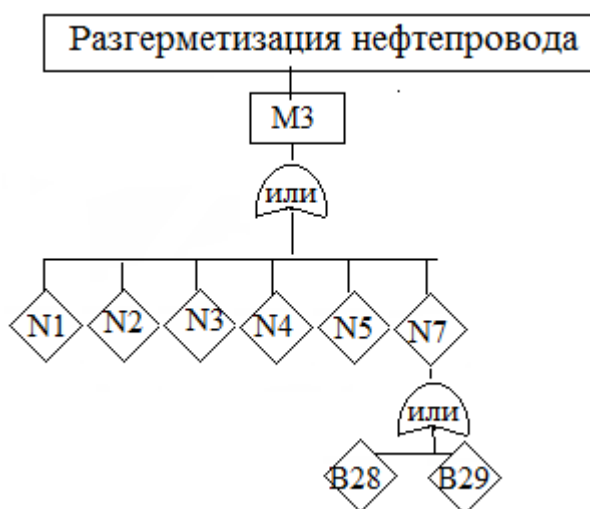 Разгерметизация нефтепровода
М3
или
N1 N2 N3 N4 N5 N7
или
B28 B29